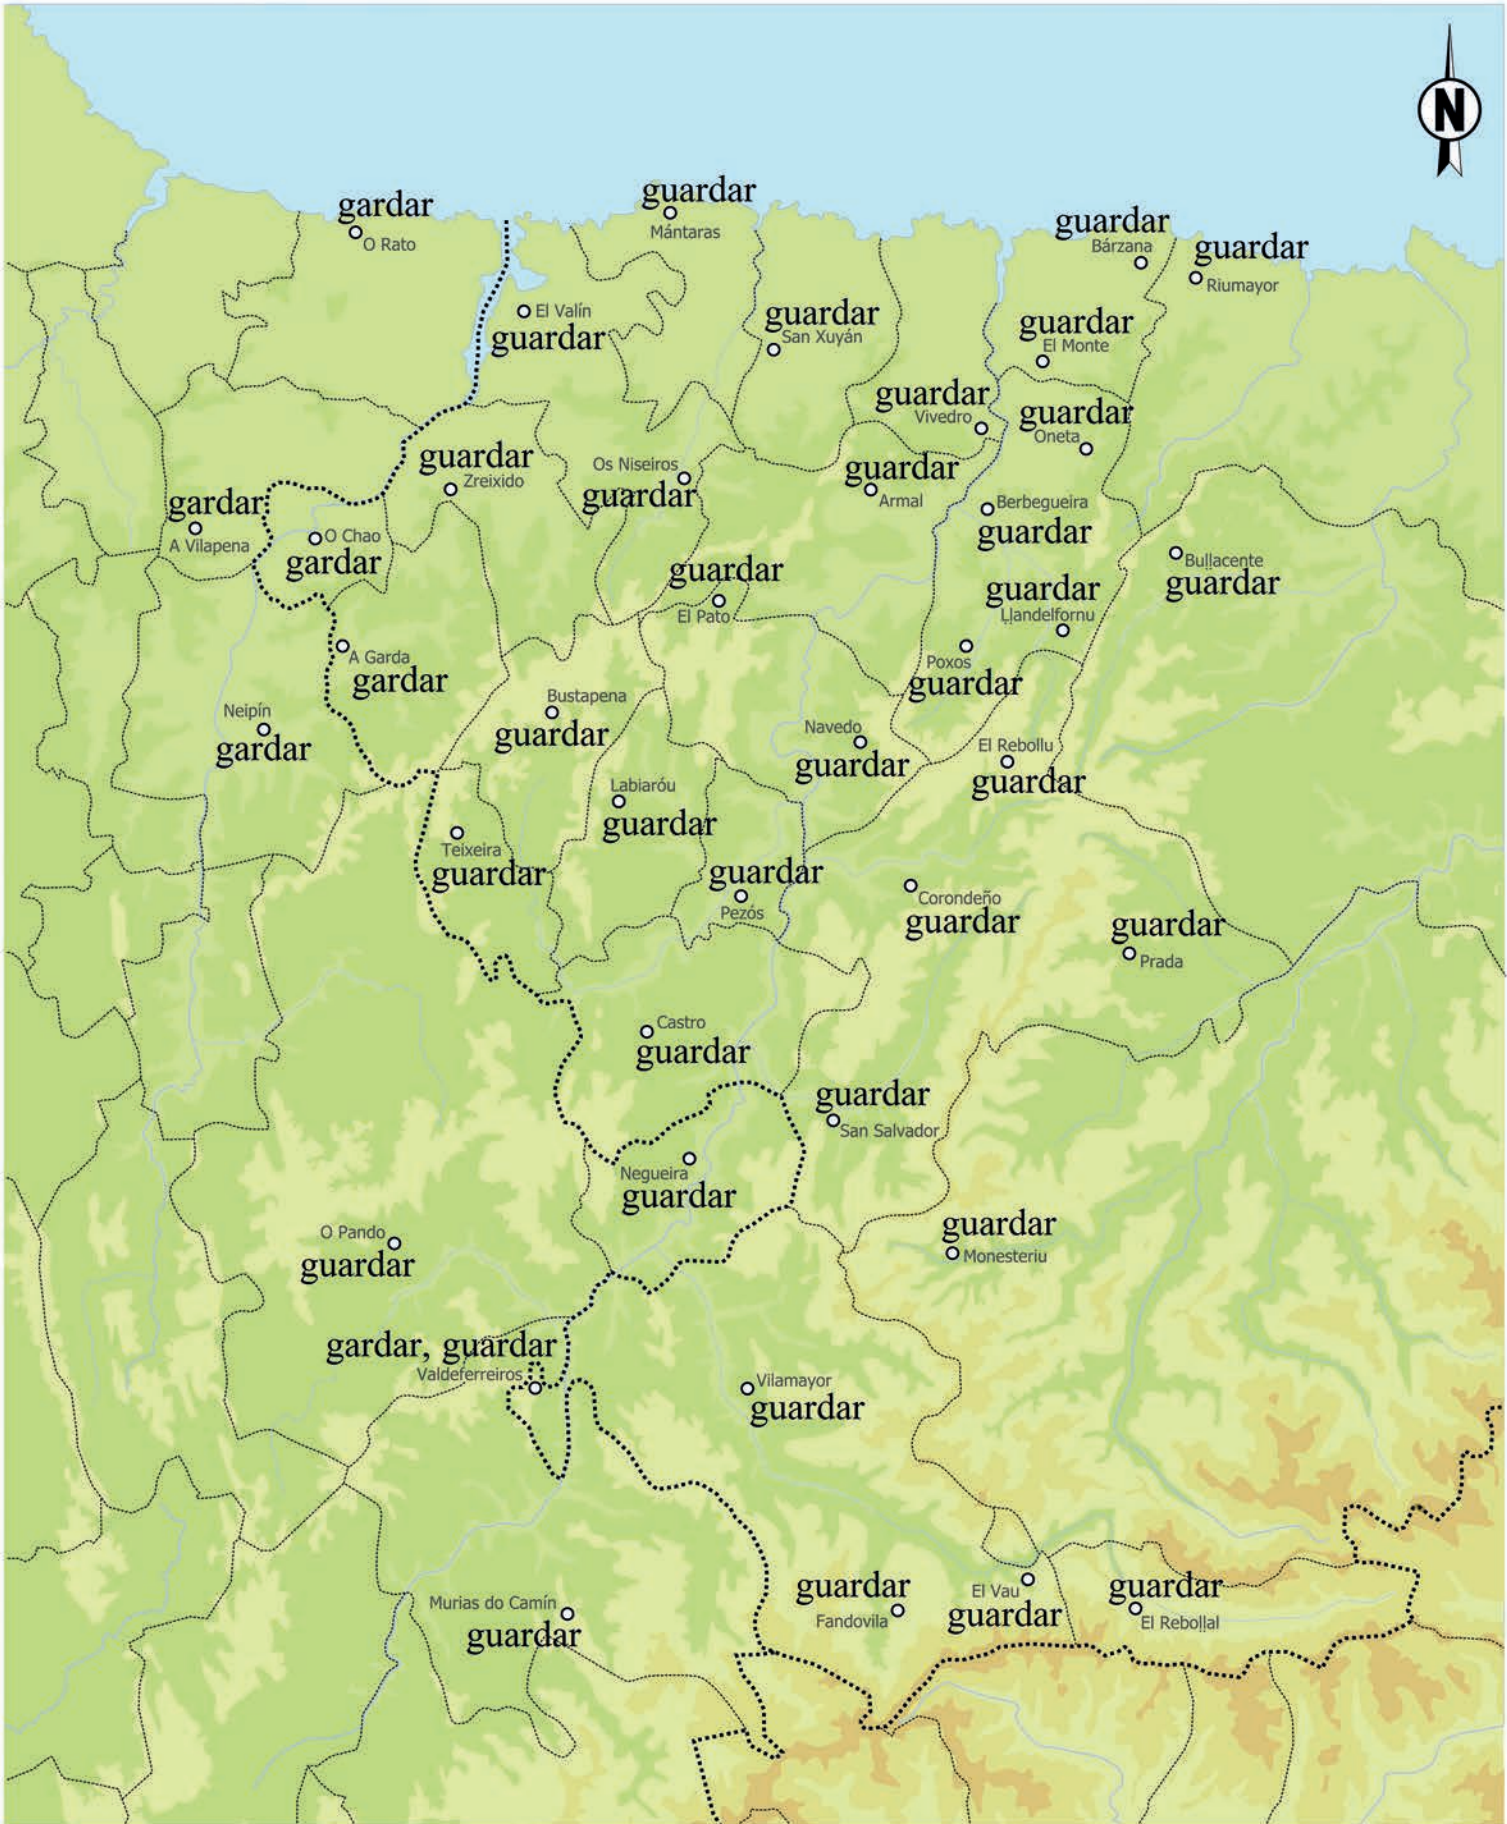 N
gardar
O Rato
guardar
Mántaras
guardar
Bárzana
guardar
Riumayor
El Valín
guardar
guardar
San Xuyán
guardar
El Monte
guardar
Vivedro
guardar
Oneta
guardar
Zreixido
Os Niseiros
guardar
guardar
Armal
gardar
A Vilapena
O Chao
gardar
Berbegueira
guardar
Buḷḷacente
guardar
guardar
El Pato
guardar
Ḷḷandelfornu
A Garda
gardar
Poxos
guardar
Neipín
gardar
Bustapena
guardar
Navedo
guardar
El Rebollu
guardar
Labiaróu
guardar
Teixeira
guardar
guardar
Pezós
Corondeño
guardar
guardar
Prada
Castro
guardar
guardar
San Salvador
Negueira
guardar
O Pando
guardar
guardar
Monesteriu
gardar, guardar
Valdeferreiros
Vilamayor
guardar
Murias do Camín
guardar
guardar
Fandovila
El Vau
guardar
guardar
El Reboḷḷal